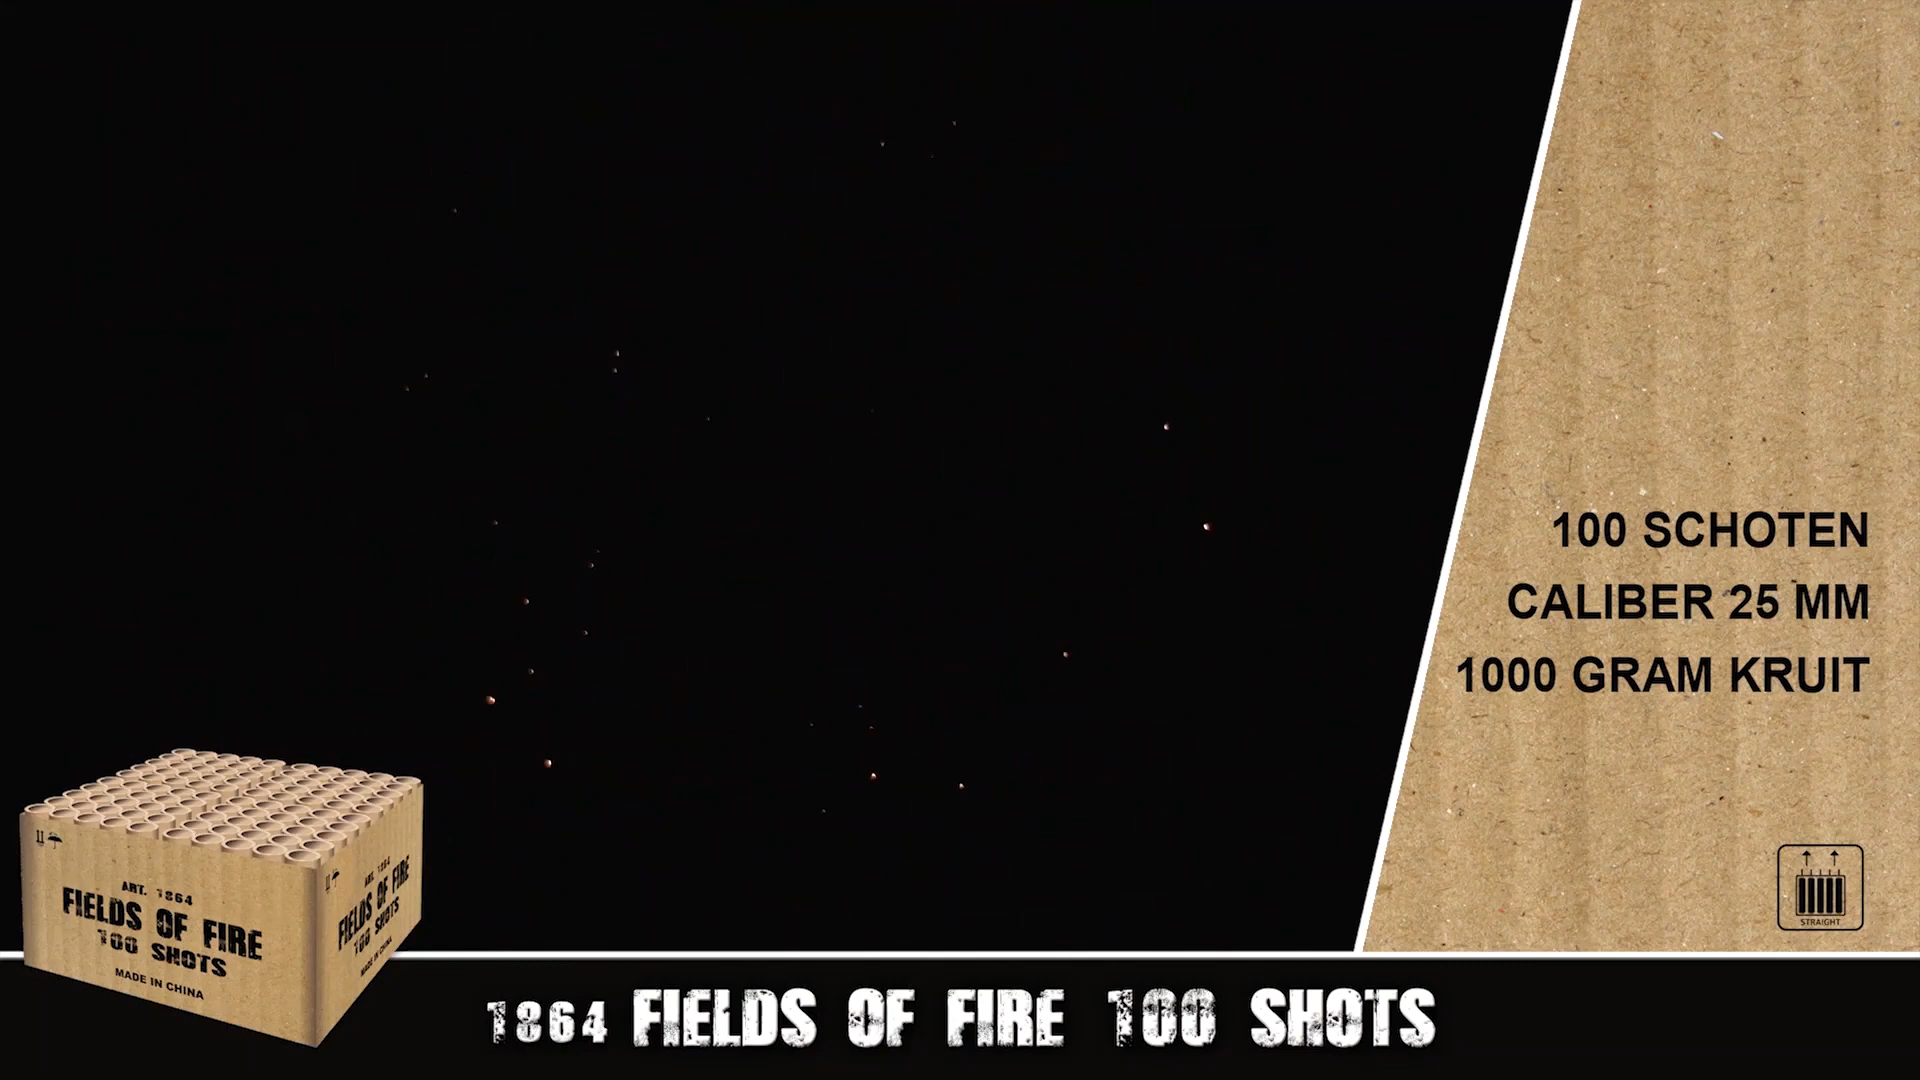 100 SCHOTEN
CALIBER 25 MM
1000 GRAM KRUIT
STRAIGHT
ART. 1864
FIELDS OF FIRE
100 SHOTS
MADE IN CHINA
ART. 1864
FIELDS OF FIRE
100 SHOTS
MADE IN CHINA
1864 FIELDS OF FIRE 100 SHOTS